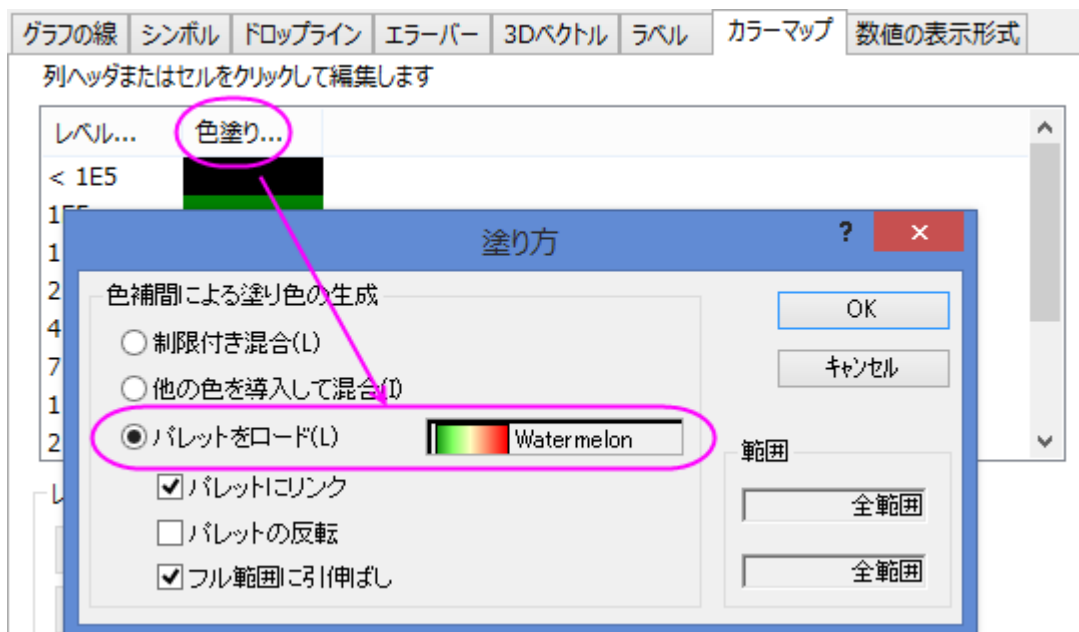 グラフの線 シンボル ドロップライン エラーバー 3Dベクトル ラベル カラーマップ 数値の表示形式
列ヘッダまたはセルをクリックして編集します
レベル... 色塗り...
< 1E5
1
2
4
7
1
2
塗り方 ? ×
色補間による塗り色の生成
制限付き混合(L)
他の色を導入して混合(I)
パレットをロード(L) Watermelon
パレットにリンク
パレットの反転
フル範囲に引伸ばし
OK
キャンセル
範囲
全範囲
全範囲